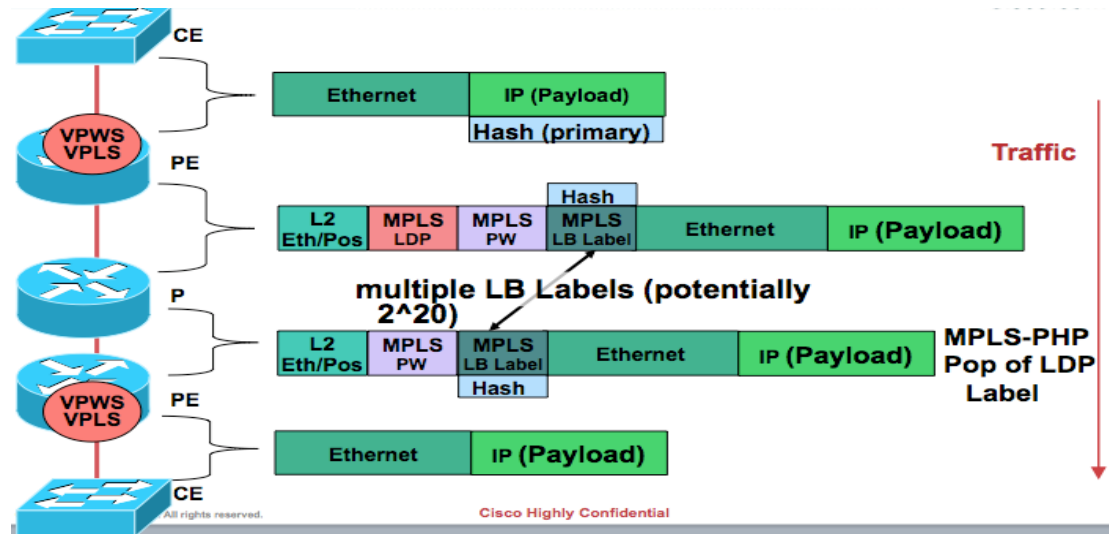 CE
Ethernet
IP (Payload)
Hash (primary)
VPWS
VPLS
Traffic
PE
Hash
L2
Eth/Pos
MPLS
LDP
MPLS
PW
MPLS
LB Label
Ethernet
IP (Payload)
P
multiple LB Labels (potentially
2^20)
L2
Eth/Pos
MPLS
PW
MPLS
LB Label
Ethernet
IP (Payload)
MPLS-PHP
Pop of LDP
Label
Hash
PE
VPWS
VPLS
Ethernet
IP (Payload)
CE
All rights reserved.
Cisco Highly Confidential